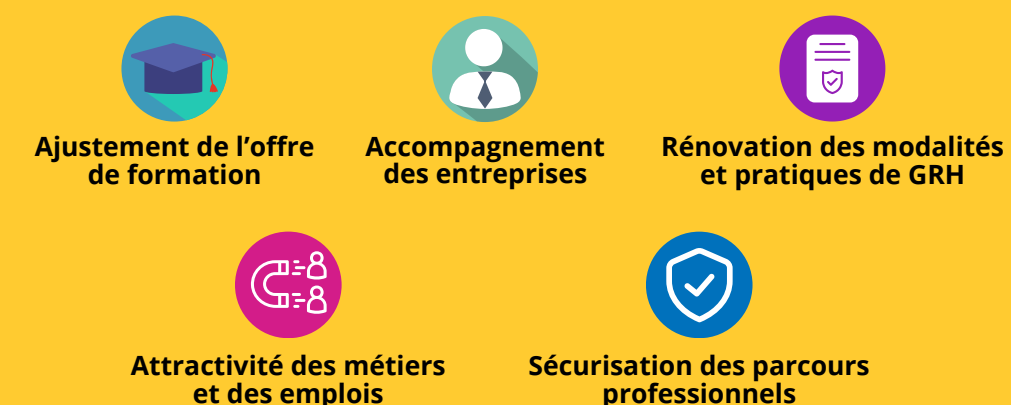 Ajustement de l’offre
de formation
Accompagnement
des entreprises
Rénovation des modalités
et pratiques de GRH
Attractivité des métiers
et des emplois
Sécurisation des parcours
professionnels